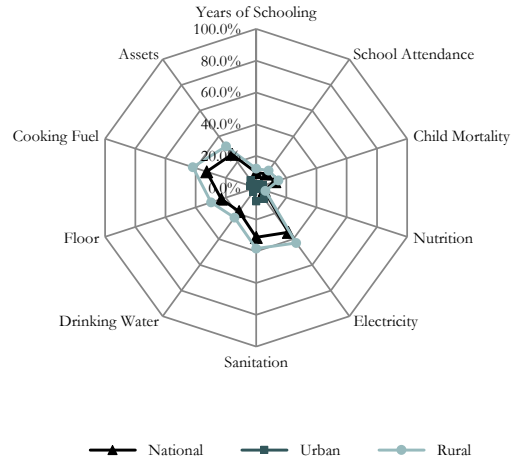 Years of Schooling
100.0%
Assets
School Attendance
80.0%
60.0%
40.0%
Cooking Fuel
Child Mortality
20.0%
0.0%
Floor
Nutrition
Drinking Water
Electricity
Sanitation
National
Urban
Rural